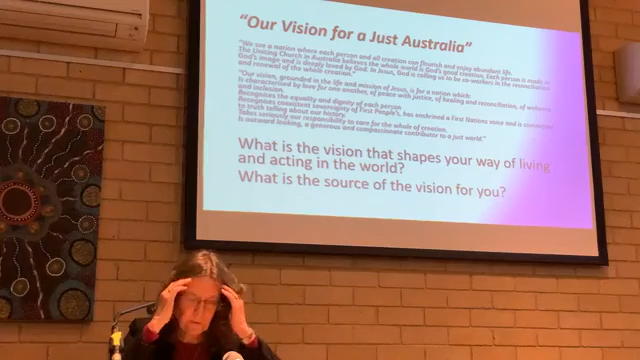 “Our Vision for a Just Australia”
“We see a nation where each person and all creation can flourish and enjoy abundant life.
The Uniting Church in Australia believes the whole world is God’s good creation. Each person is made in
God’s image and is deeply loved by God. In Jesus, God is calling us to be co-workers in the reconciliation
and renewal of the whole creation.”
“Our vision, grounded in the life and mission of Jesus, is for a nation which:
Is characterised by love for one another, of peace with justice, of healing and reconciliation, of welcome
and inclusion.
Recognises the equality and dignity of each person
Recognises coexistent sovereignty of First People’s, has enshrined a First Nations voice and is committed
to truth telling about our history.
Takes seriously our responsibility to care for the whole of creation.
Is outward looking, a generous and compassionate contributor to a just world.”
What is the vision that shapes your way of living
and acting in the world?
What is the source of the vision for you?